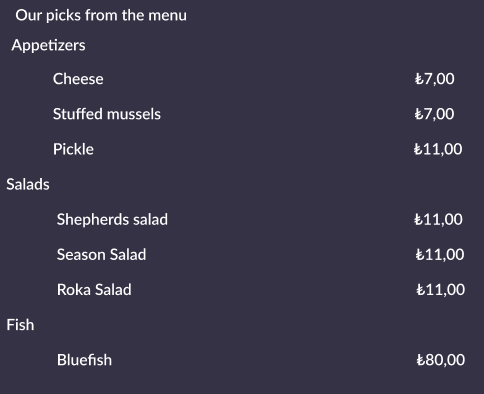 Our picks from the menu
Appetizers
Cheese ₺7,00
Stuffed mussels ₺7,00
Pickle ₺11,00
Salads
Shepherds salad ₺11,00
Season Salad ₺11,00
Roka Salad ₺11,00
Fish
Bluefish ₺80,00